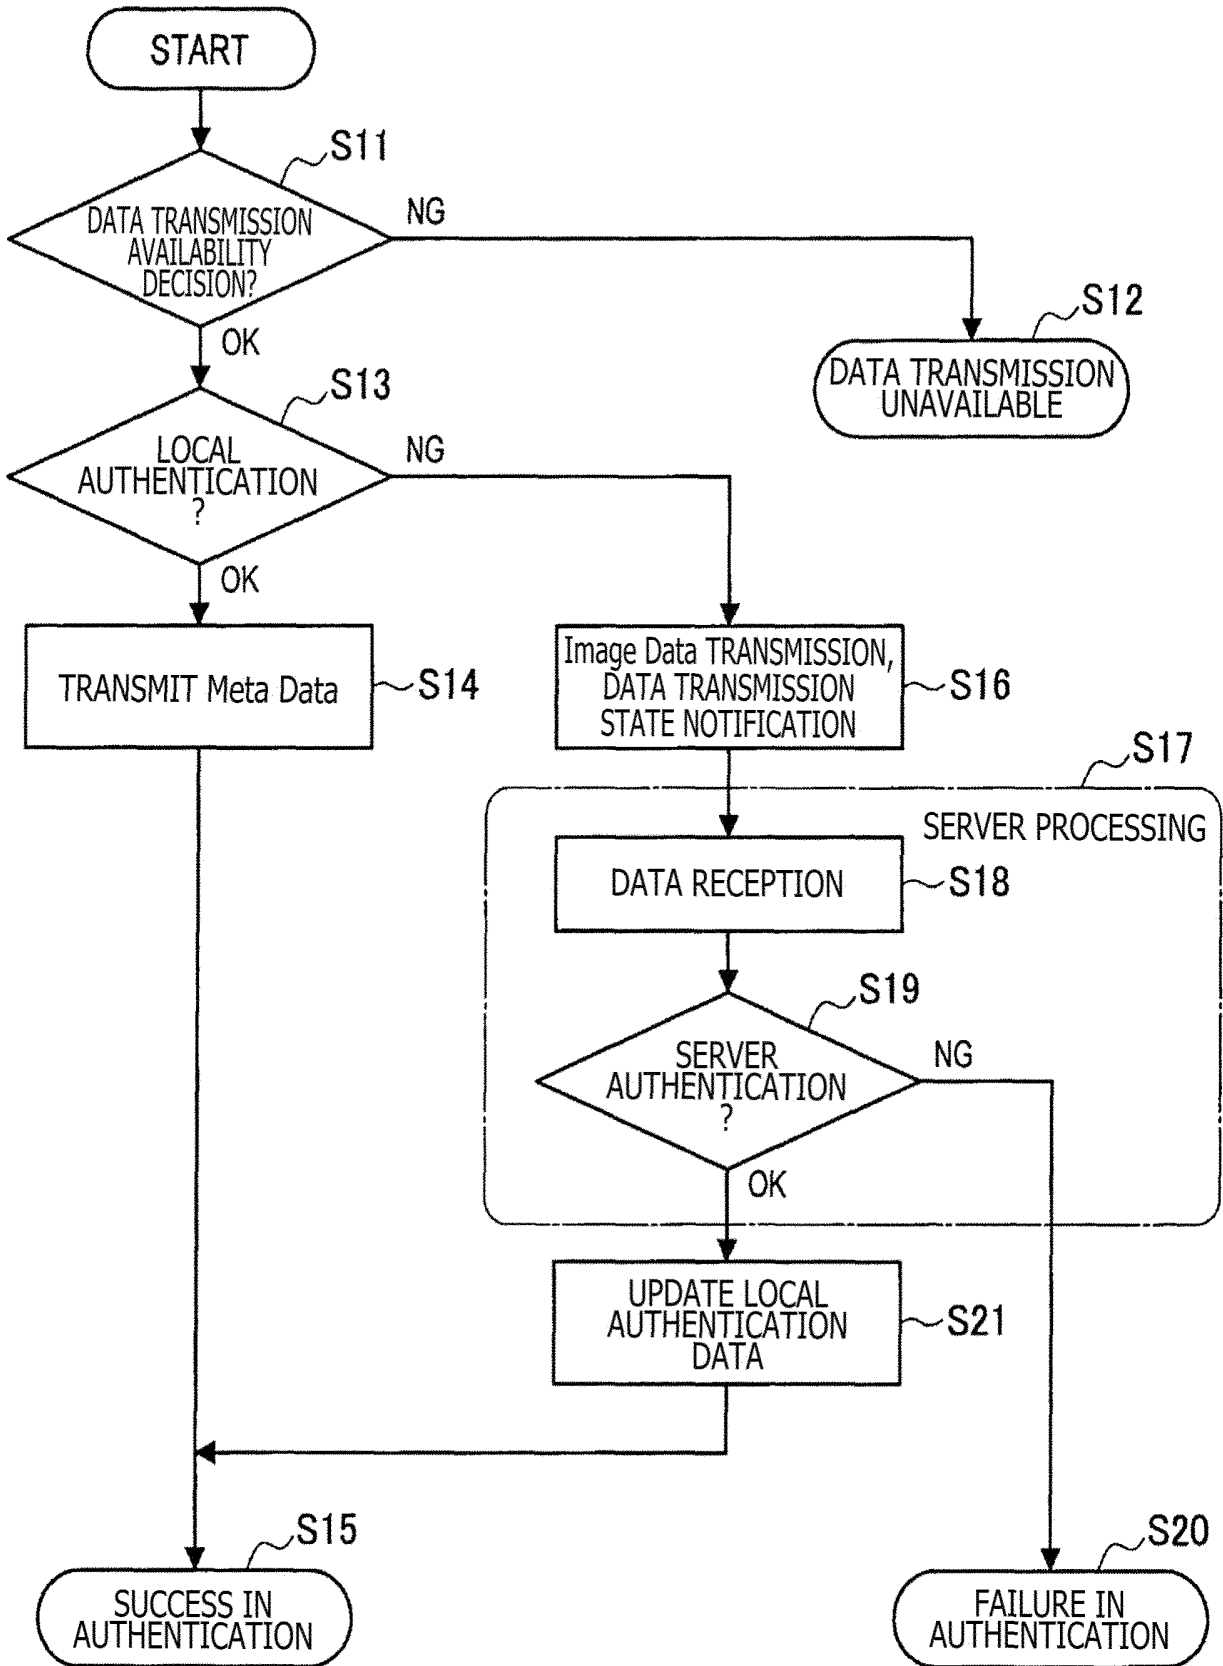 START
S11
DATA TRANSMISSION
AVAILABILITY
DECISION?
NG
OK
S12
DATA TRANSMISSION
UNAVAILABLE
S13
LOCAL
AUTHENTICATION
?
NG
OK
TRANSMIT Meta Data
S14
Image Data TRANSMISSION,
DATA TRANSMISSION
STATE NOTIFICATION
S16
S17
SERVER PROCESSING
DATA RECEPTION
S18
S19
SERVER
AUTHENTICATION
?
NG
OK
UPDATE LOCAL
AUTHENTICATION
DATA
S21
S15
SUCCESS IN
AUTHENTICATION
S20
FAILURE IN
AUTHENTICATION